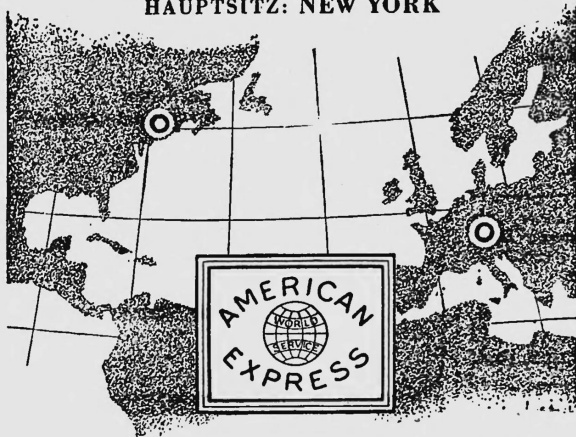 HAUPTSITZ: NEW YORK
AMERICAN
WORLD
SERVICE
EXPRESS